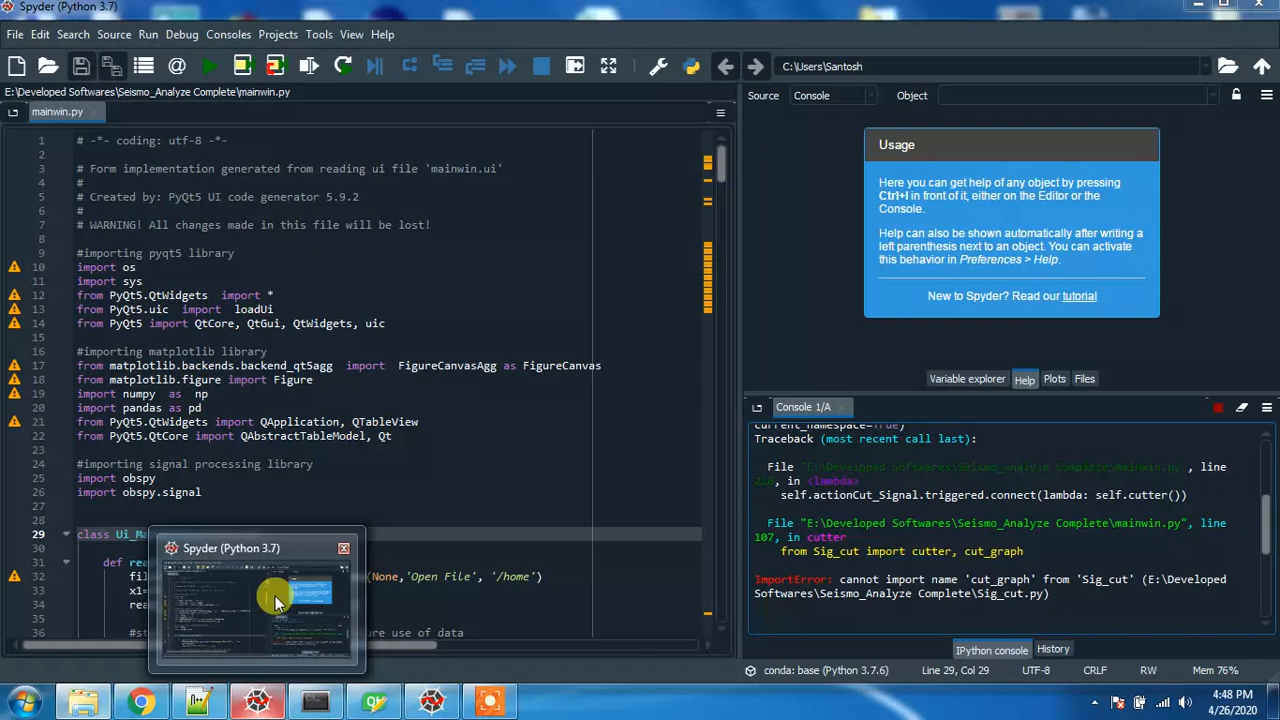 Spyder (Python 3.7)
File Edit Search Source Run Debug Consoles Projects Tools View Help
C:\Users\Santosh
E:\Developed Softwares\Seismo_Analyze Complete\mainwin.py
mainwin.py
1 # -*- coding: utf-8 -*-
2
3 # Form implementation generated from reading ui file 'mainwin.ui'
4 #
5 # Created by: PyQt5 UI code generator 5.9.2
6 #
7 # WARNING! All changes made in this file will be lost!
8
9 #importing pyqt5 library
10 import os
11 import sys
12 from PyQt5.QtWidgets import *
13 from PyQt5.uic import loadUi
14 from PyQt5 import QtCore, QtGui, QtWidgets, uic
15
16 #importing matplotlib library
17 from matplotlib.backends.backend_qt5agg import FigureCanvasAgg as FigureCanvas
18 from matplotlib.figure import Figure
19 import numpy as np
20 import pandas as pd
21 from PyQt5.QtWidgets import QApplication, QTableView
22 from PyQt5.QtCore import QAbstractTableModel, Qt
23
24 #importing signal processing library
25 import obspy
26 import obspy.signal
27
28
29 class Ui_Ma
30
31 def rea
32 fil (None,'Open File', '/home')
33 x1=
34 rea
35
36 #st ure use of data
Spyder (Python 3.7)
Source Console Object
Usage
Here you can get help of any object by pressing
Ctrl+I in front of it, either on the Editor or the
Console.
Help can also be shown automatically after writing a
left parenthesis next to an object. You can activate
this behavior in Preferences > Help.
New to Spyder? Read our tutorial
Variable explorer Help Plots Files
Console 1/A
current_namespace=True)
Traceback (most recent call last):
File "E:\Developed Softwares\Seismo_Analyze Complete\mainwin.py", line
218, in <lambda>
self.actionCut_Signal.triggered.connect(lambda: self.cutter())
File "E:\Developed Softwares\Seismo_Analyze Complete\mainwin.py", line
107, in cutter
from Sig_cut import cutter, cut_graph
ImportError: cannot import name 'cut_graph' from 'Sig_cut' (E:\Developed
Softwares\Seismo_Analyze Complete\Sig_cut.py)
IPython console History
conda: base (Python 3.7.6) Line 29, Col 29 UTF-8 CRLF RW Mem 76%
4:48 PM
4/26/2020